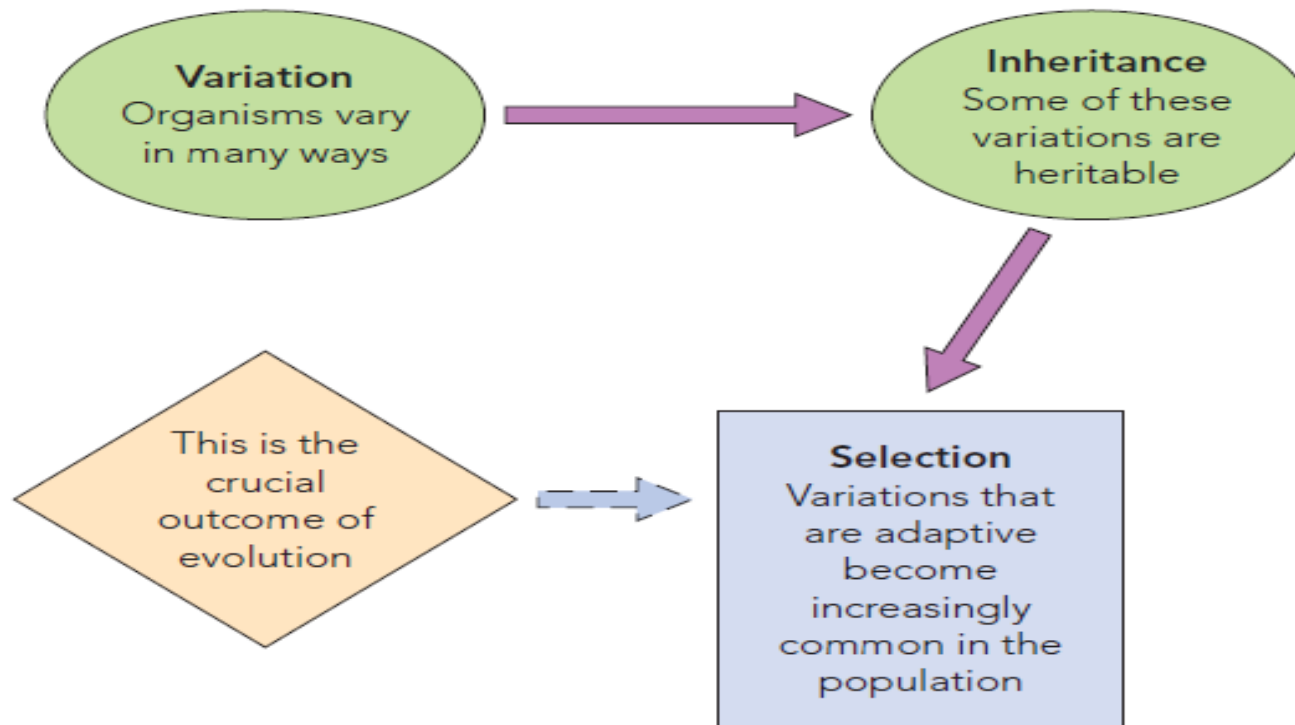 Variation
Organisms vary
in many ways
Inheritance
Some of these
variations are
heritable
This is the
crucial
outcome of
evolution
Selection
Variations that
are adaptive
become
increasingly
common in the
population